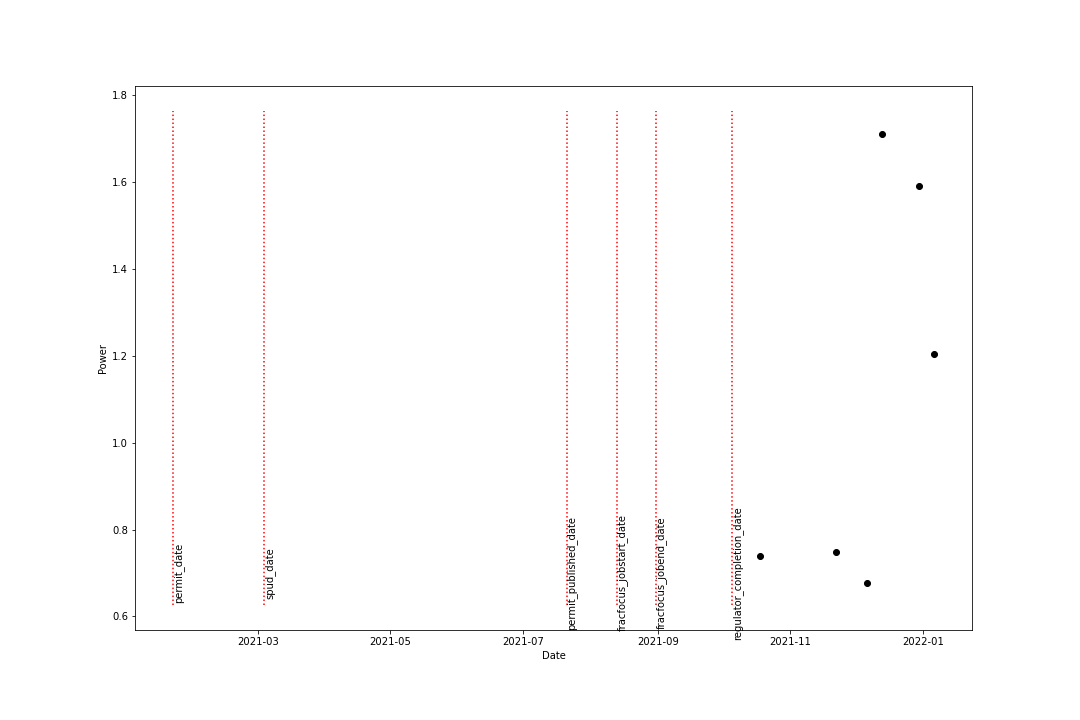 1.8
1.6
1.4
1.2
1.0
0.8
0.6
Power
permit_date
spud_date
permit_published_date
fracfocus_jobstart_date
fracfocus_jobend_date
regulator_completion_date
2021-03
2021-05
2021-07
2021-09
2021-11
2022-01
Date